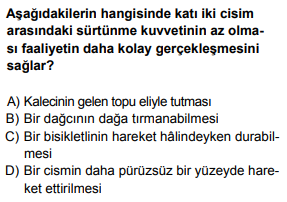 Aşağıdakilerin hangisinde katı iki cisim
arasındaki sürtünme kuvvetinin az olma-
sı faaliyetin daha kolay gerçekleşmesini
sağlar?
A) Kalecinin gelen topu eliyle tutması
B) Bir dağcının dağa tırmanabilmesi
C) Bir bisikletlinin hareket hâlindeyken durabil-
mesi
D) Bir cismin daha pürüzsüz bir yüzeyde hare-
ket ettirilmesi